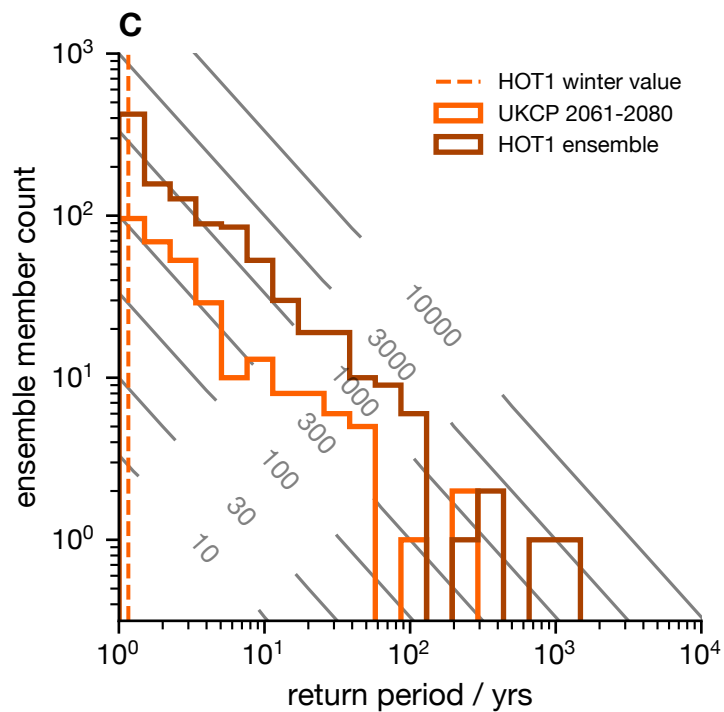 C
HOT1 winter value
UKCP 2061-2080
HOT1 ensemble
ensemble member count
10³
10²
10¹
10⁰
10000
3000
1000
300
100
30
10
10⁰ 10¹ 10² 10³ 10⁴
return period / yrs